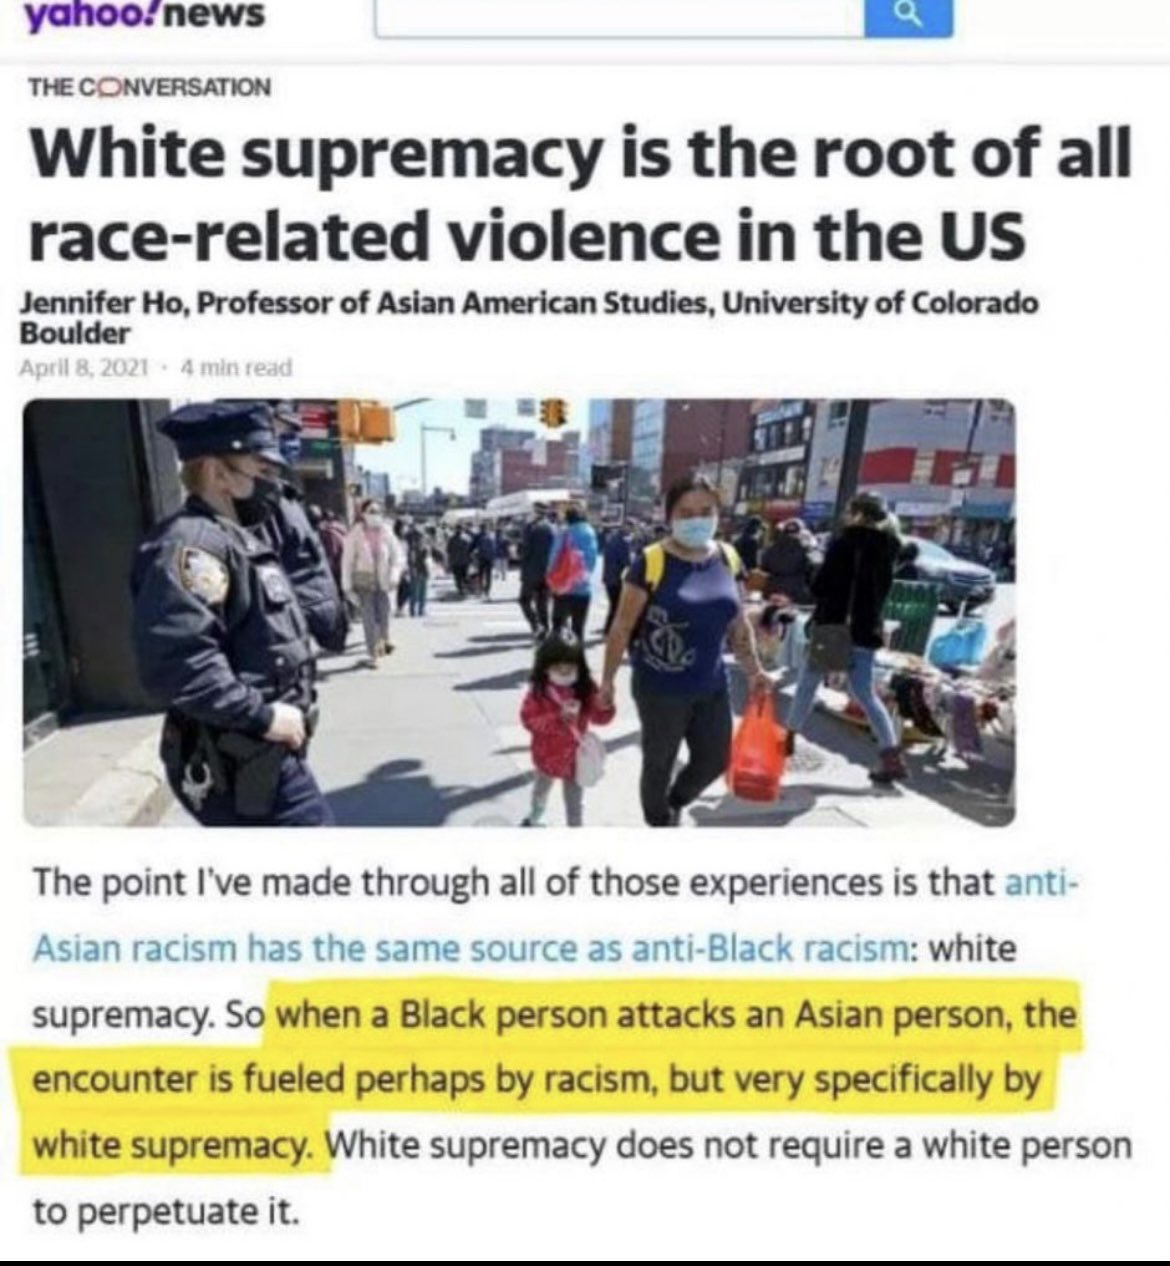 yahoo!news
THE CONVERSATION
White supremacy is the root of all
race-related violence in the US
Jennifer Ho, Professor of Asian American Studies, University of Colorado
Boulder
April 8, 2021 · 4 min read
The point I've made through all of those experiences is that anti-
Asian racism has the same source as anti-Black racism: white
supremacy. So when a Black person attacks an Asian person, the
encounter is fueled perhaps by racism, but very specifically by
white supremacy. White supremacy does not require a white person
to perpetuate it.